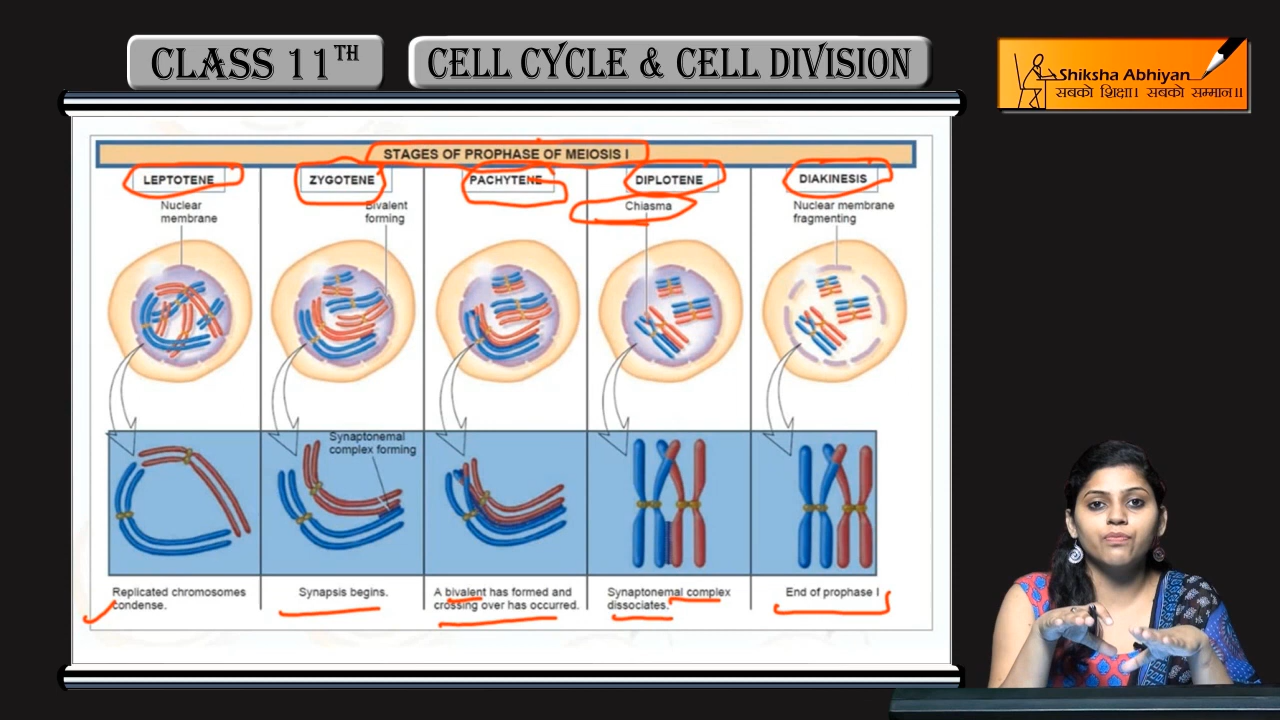 CLASS 11TH
CELL CYCLE & CELL DIVISION
Shiksha Abhiyan
सबको शिक्षा। सबको सम्मान॥
STAGES OF PROPHASE OF MEIOSIS I
LEPTOTENE
ZYGOTENE
PACHYTENE
DIPLOTENE
DIAKINESIS
Nuclear
membrane
Bivalent
forming
Chiasma
Nuclear membrane
fragmenting
Synaptonemal
complex forming
Replicated chromosomes
condense.
Synapsis begins.
A bivalent has formed and
crossing over has occurred.
Synaptonemal complex
dissociates.
End of prophase I